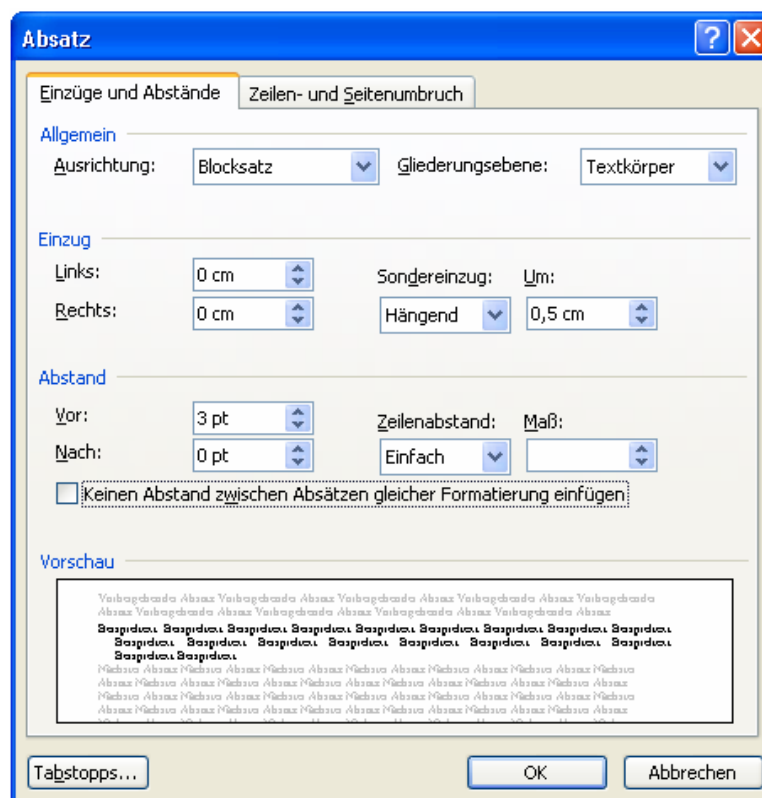 Absatz
Einzüge und Abstände Zeilen- und Seitenumbruch
Allgemein
Ausrichtung: Blocksatz Gliederungsebene: Textkörper
Einzug
Links: 0 cm Sondereinzug: Um:
Rechts: 0 cm Hängend 0,5 cm
Abstand
Vor: 3 pt Zeilenabstand: Maß:
Nach: 0 pt Einfach
Keinen Abstand zwischen Absätzen gleicher Formatierung einfügen
Vorschau
Tabstopps... OK Abbrechen